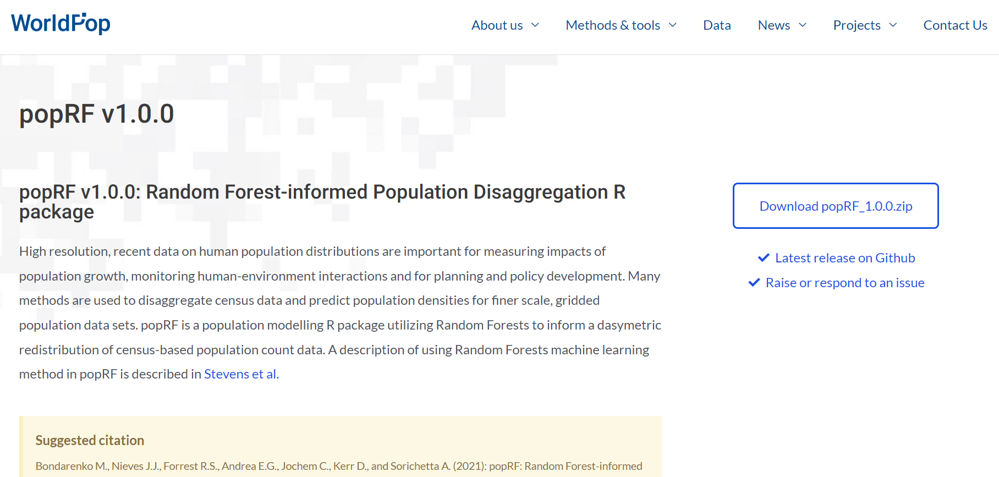 WorldPop
About us
Methods & tools
Data
News
Projects
Contact Us
popRF v1.0.0
popRF v1.0.0: Random Forest-informed Population Disaggregation R
package
High resolution, recent data on human population distributions are important for measuring impacts of
population growth, monitoring human-environment interactions and for planning and policy development. Many
methods are used to disaggregate census data and predict population densities for finer scale, gridded
population data sets. popRF is a population modelling R package utilizing Random Forests to inform a dasymetric
redistribution of census-based population count data. A description of using Random Forests machine learning
method in popRF is described in Stevens et al.
Suggested citation
Bondarenko M., Nieves J.J., Forrest R.S., Andrea E.G., Jochem C., Kerr D., and Sorichetta A. (2021): popRF: Random Forest-informed
Download popRF_1.0.0.zip
Latest release on Github
Raise or respond to an issue